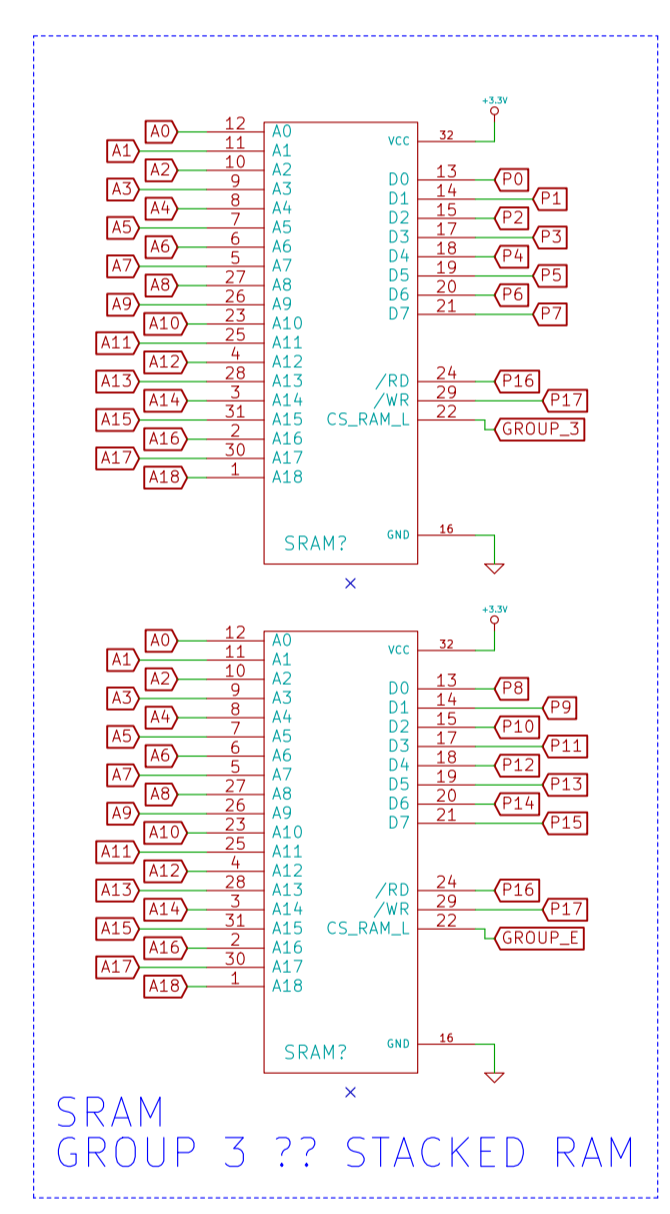 +3.3V
A0 12 A0 VCC 32
A1 11 A1
A2 10 A2 D0 13 P0
A3 9 A3 D1 14 P1
A4 8 A4 D2 15 P2
A5 7 A5 D3 17 P3
A6 6 A6 D4 18 P4
A7 5 A7 D5 19 P5
A8 27 A8 D6 20 P6
A9 26 A9 D7 21 P7
A10 23 A10
A11 25 A11
A12 4 A12
A13 28 A13 /RD 24 P16
A14 3 A14 /WR 29 P17
A15 31 A15 CS_RAM_L 22 GROUP_3
A16 2 A16
A17 30 A17
A18 1 A18
SRAM? GND 16
+3.3V
A0 12 A0 VCC 32
A1 11 A1
A2 10 A2 D0 13 P8
A3 9 A3 D1 14 P9
A4 8 A4 D2 15 P10
A5 7 A5 D3 17 P11
A6 6 A6 D4 18 P12
A7 5 A7 D5 19 P13
A8 27 A8 D6 20 P14
A9 26 A9 D7 21 P15
A10 23 A10
A11 25 A11
A12 4 A12
A13 28 A13 /RD 24 P16
A14 3 A14 /WR 29 P17
A15 31 A15 CS_RAM_L 22 GROUP_E
A16 2 A16
A17 30 A17
A18 1 A18
SRAM? GND 16
SRAM
GROUP 3 ?? STACKED RAM